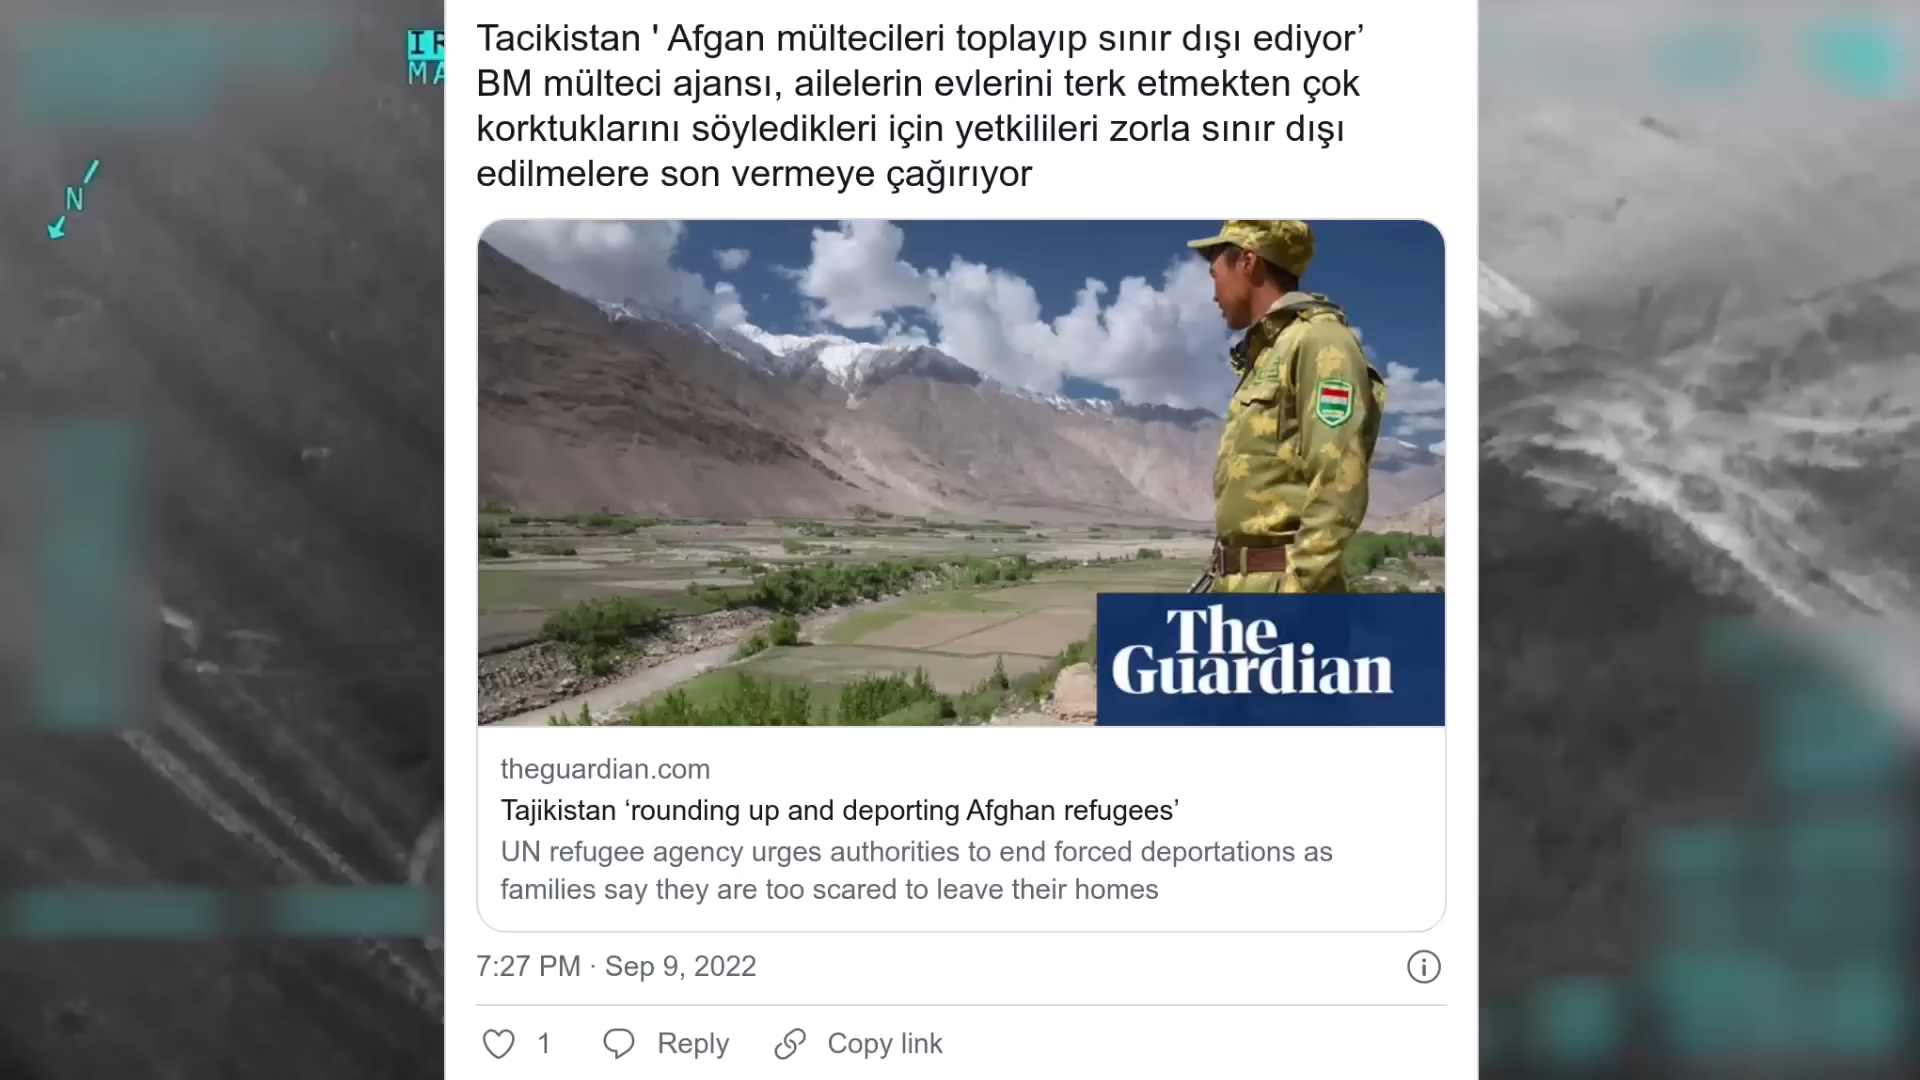 IR
MA
N
Tacikistan ' Afgan mültecileri toplayıp sınır dışı ediyor’
BM mülteci ajansı, ailelerin evlerini terk etmekten çok
korktuklarını söyledikleri için yetkilileri zorla sınır dışı
edilmelere son vermeye çağırıyor
The
Guardian
theguardian.com
Tajikistan ‘rounding up and deporting Afghan refugees’
UN refugee agency urges authorities to end forced deportations as
families say they are too scared to leave their homes
7:27 PM · Sep 9, 2022
1 Reply Copy link